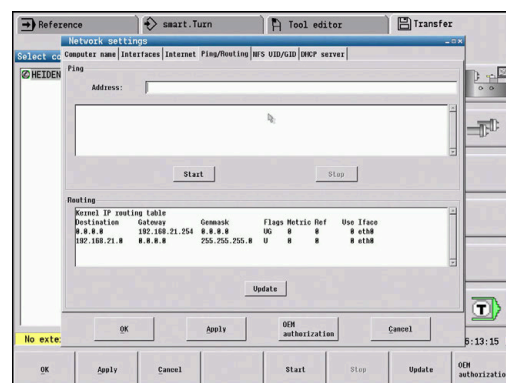 Reference
smart.Turn
Tool editor
Transfer
Network settings
Select co
Computer name Interfaces Internet Ping/Routing NFS UID/GID DHCP server
HEIDEN
Ping
Address:
Start Stop
Routing
Kernel IP routing table
Destination Gateway Genmask Flags Metric Ref Use Iface
0.0.0.0 192.168.21.254 0.0.0.0 UG 0 0 0 eth0
192.168.21.0 0.0.0.0 255.255.255.0 U 0 0 0 eth0
Update
T
OK Apply OEM authorization Cancel
No exte
6:13:15
OK Apply Cancel Start Stop Update OEM authorizatio